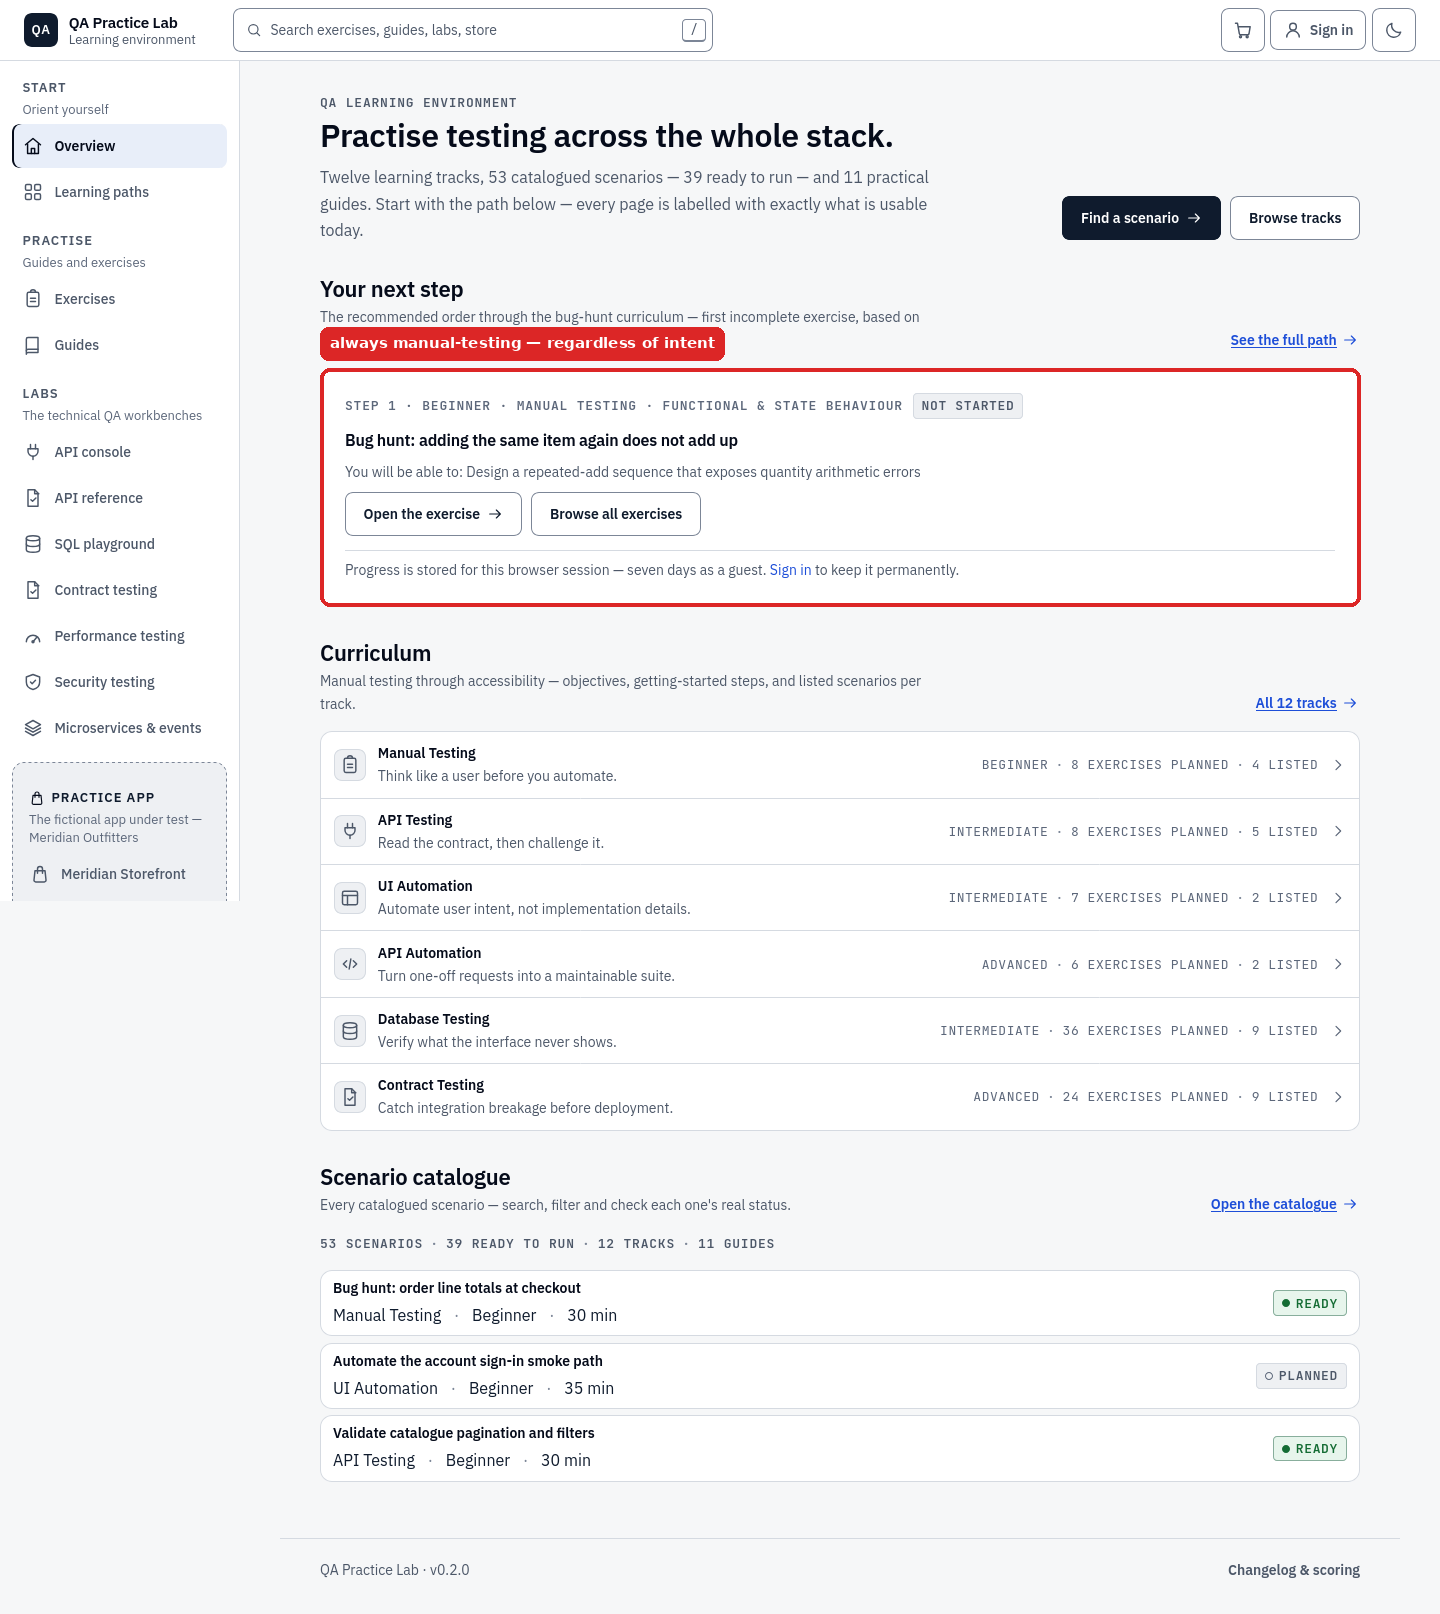 QA
QA Practice Lab
Learning environment
Search exercises, guides, labs, store
/
Sign in
START
Orient yourself
Overview
Learning paths
PRACTISE
Guides and exercises
Exercises
Guides
LABS
The technical QA workbenches
API console
API reference
SQL playground
Contract testing
Performance testing
Security testing
Microservices & events
PRACTICE APP
The fictional app under test —
Meridian Outfitters
Meridian Storefront
QA LEARNING ENVIRONMENT
Practise testing across the whole stack.
Twelve learning tracks, 53 catalogued scenarios — 39 ready to run — and 11 practical
guides. Start with the path below — every page is labelled with exactly what is usable
today.
Find a scenario →
Browse tracks
Your next step
The recommended order through the bug-hunt curriculum — first incomplete exercise, based on
always manual-testing — regardless of intent
See the full path →
STEP 1 · BEGINNER · MANUAL TESTING · FUNCTIONAL & STATE BEHAVIOUR NOT STARTED
Bug hunt: adding the same item again does not add up
You will be able to: Design a repeated-add sequence that exposes quantity arithmetic errors
Open the exercise →
Browse all exercises
Progress is stored for this browser session — seven days as a guest. Sign in to keep it permanently.
Curriculum
Manual testing through accessibility — objectives, getting-started steps, and listed scenarios per
track.
All 12 tracks →
Manual Testing
Think like a user before you automate.
BEGINNER · 8 EXERCISES PLANNED · 4 LISTED
API Testing
Read the contract, then challenge it.
INTERMEDIATE · 8 EXERCISES PLANNED · 5 LISTED
UI Automation
Automate user intent, not implementation details.
INTERMEDIATE · 7 EXERCISES PLANNED · 2 LISTED
API Automation
Turn one-off requests into a maintainable suite.
ADVANCED · 6 EXERCISES PLANNED · 2 LISTED
Database Testing
Verify what the interface never shows.
INTERMEDIATE · 36 EXERCISES PLANNED · 9 LISTED
Contract Testing
Catch integration breakage before deployment.
ADVANCED · 24 EXERCISES PLANNED · 9 LISTED
Scenario catalogue
Every catalogued scenario — search, filter and check each one's real status.
Open the catalogue →
53 SCENARIOS · 39 READY TO RUN · 12 TRACKS · 11 GUIDES
Bug hunt: order line totals at checkout
Manual Testing · Beginner · 30 min
READY
Automate the account sign-in smoke path
UI Automation · Beginner · 35 min
PLANNED
Validate catalogue pagination and filters
API Testing · Beginner · 30 min
READY
QA Practice Lab · v0.2.0
Changelog & scoring